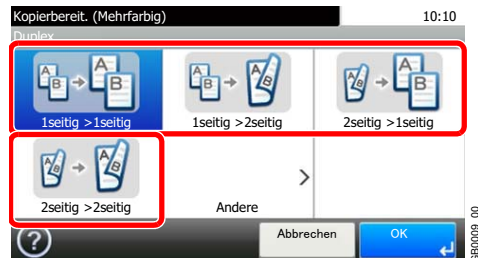 Kopierbereit. (Mehrfarbig) 10:10
Duplex
A B A B
A B A B
A B A B
1seitig >1seitig
1seitig >2seitig
2seitig >1seitig
A B A B
2seitig >2seitig
Andere
?
Abbrechen
OK